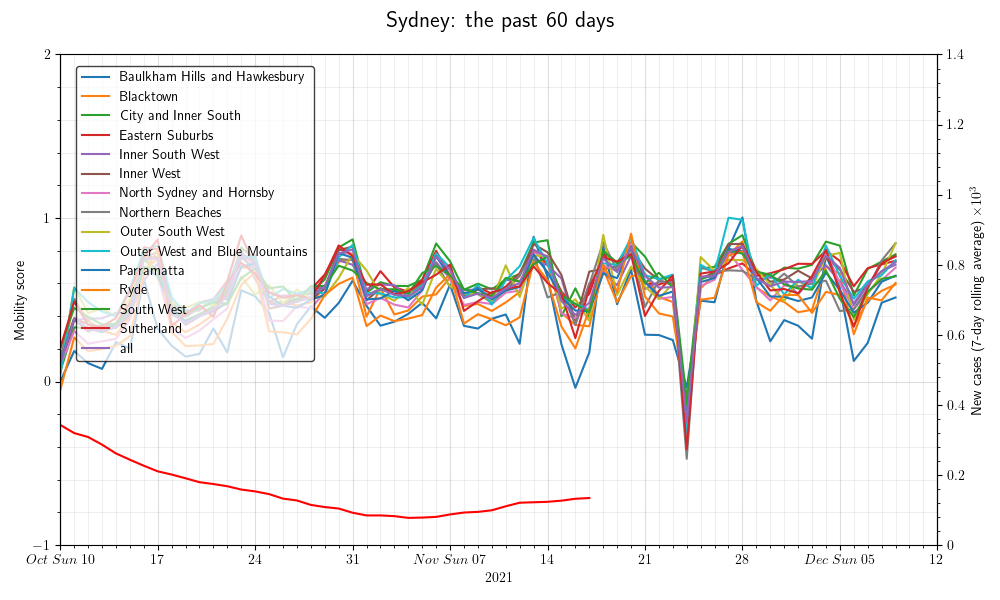 Sydney: the past 60 days
2
1
0
−1
Mobility score
Baulkham Hills and Hawkesbury
Blacktown
City and Inner South
Eastern Suburbs
Inner South West
Inner West
North Sydney and Hornsby
Northern Beaches
Outer South West
Outer West and Blue Mountains
Parramatta
Ryde
South West
Sutherland
all
1.4
1.2
1
0.8
0.6
0.4
0.2
0
New cases (7-day rolling average) ×10³
Oct Sun 10 17 24 31 Nov Sun 07 14 21 28 Dec Sun 05 12
2021